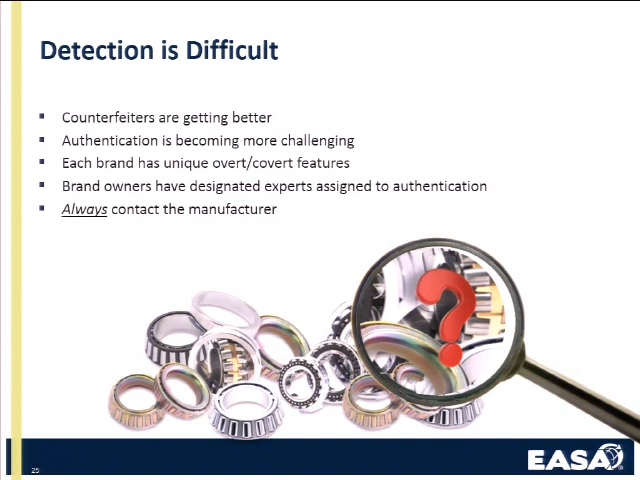 Detection is Difficult
Counterfeiters are getting better
Authentication is becoming more challenging
Each brand has unique overt/covert features
Brand owners have designated experts assigned to authentication
Always contact the manufacturer
?
25
EASA